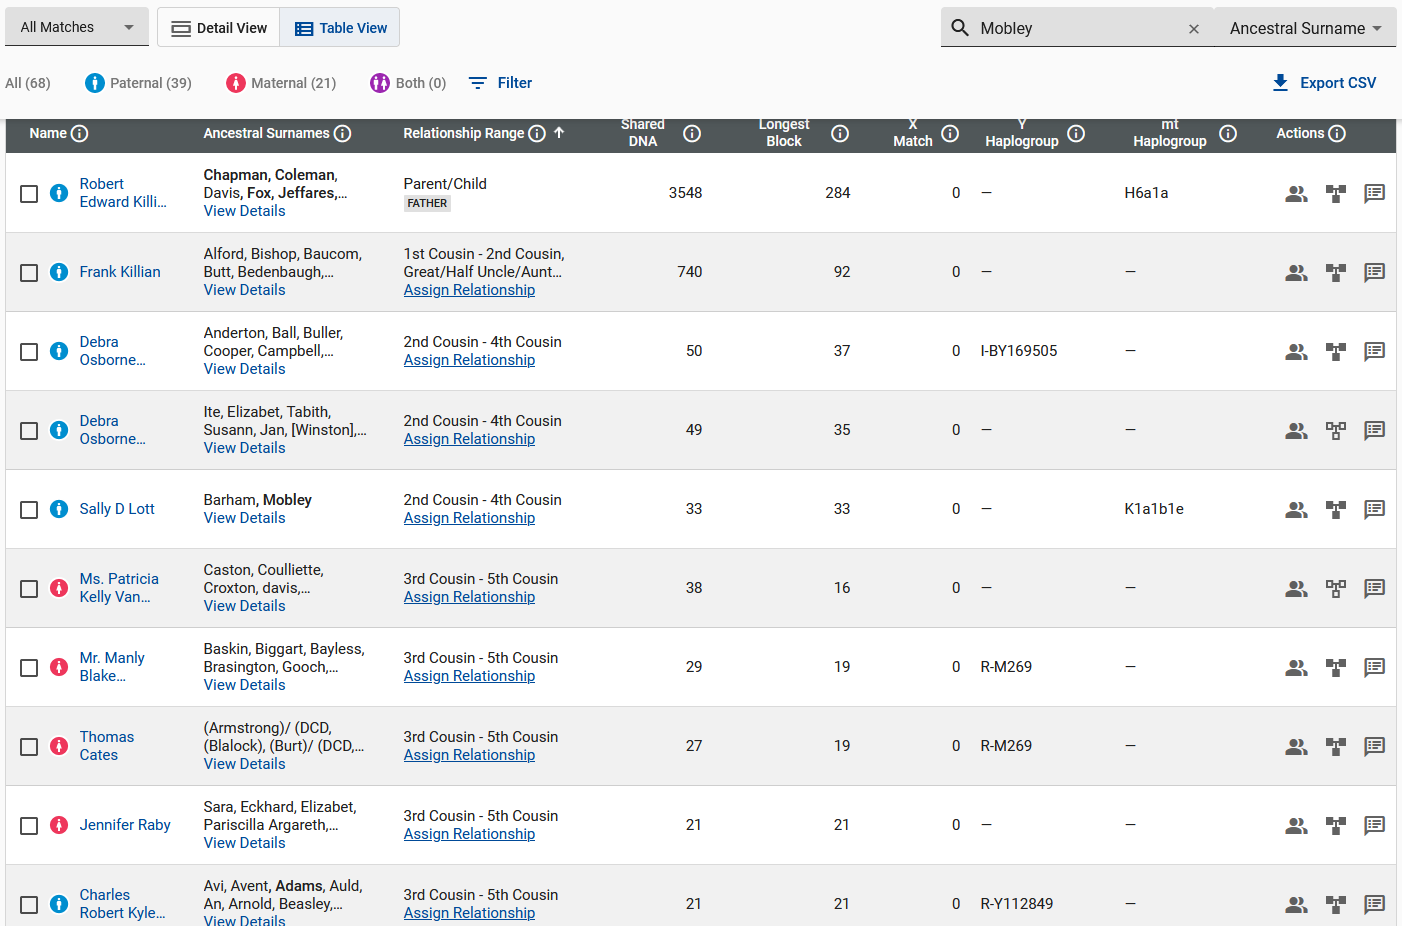 All Matches
Detail View
Table View
Mobley
Ancestral Surname
All (68)
Paternal (39)
Maternal (21)
Both (0)
Filter
Export CSV
Name
Ancestral Surnames
Relationship Range
Shared
DNA
Longest
Block
X
Match
Y
Haplogroup
mt
Haplogroup
Actions
Robert
Edward Killi...
Chapman, Coleman,
Davis, Fox, Jeffares,...
View Details
Parent/Child
FATHER
3548
284
0
—
H6a1a
Frank Killian
Alford, Bishop, Baucom,
Butt, Bedenbaugh,...
View Details
1st Cousin - 2nd Cousin,
Great/Half Uncle/Aunt...
Assign Relationship
740
92
0
—
—
Debra
Osborne...
Anderton, Ball, Buller,
Cooper, Campbell,...
View Details
2nd Cousin - 4th Cousin
Assign Relationship
50
37
0
I-BY169505
—
Debra
Osborne...
Ite, Elizabet, Tabith,
Susann, Jan, [Winston],...
View Details
2nd Cousin - 4th Cousin
Assign Relationship
49
35
0
—
—
Sally D Lott
Barham, Mobley
View Details
2nd Cousin - 4th Cousin
Assign Relationship
33
33
0
—
K1a1b1e
Ms. Patricia
Kelly Van...
Caston, Coulliette,
Croxton, davis,...
View Details
3rd Cousin - 5th Cousin
Assign Relationship
38
16
0
—
—
Mr. Manly
Blake...
Baskin, Biggart, Bayless,
Brasington, Gooch,...
View Details
3rd Cousin - 5th Cousin
Assign Relationship
29
19
0
R-M269
—
Thomas
Cates
(Armstrong)/ (DCD,
(Blalock), (Burt)/ (DCD,...
View Details
3rd Cousin - 5th Cousin
Assign Relationship
27
19
0
R-M269
—
Jennifer Raby
Sara, Eckhard, Elizabet,
Pariscilla Argareth,...
View Details
3rd Cousin - 5th Cousin
Assign Relationship
21
21
0
—
—
Charles
Robert Kyle...
Avi, Avent, Adams, Auld,
An, Arnold, Beasley,...
View Details
3rd Cousin - 5th Cousin
Assign Relationship
21
21
0
R-Y112849
—